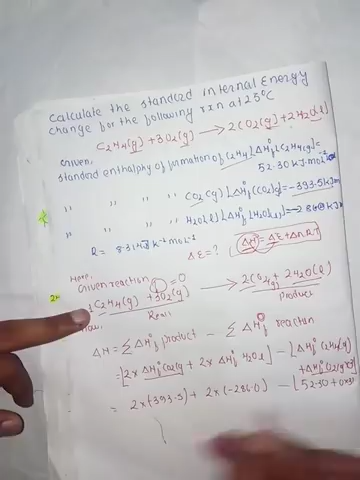 calculate the standard internal Energy
change for the following rxn at 25°C
C2H4(g) + 3O2(g) → 2CO2(g) + 2H2O(l)
Given,
standard enthalpy of formation of C2H4 [ΔH°f C2H4(g)] =
52.30 kJ mol-1
" " " " CO2(g) [ΔH°f CO2(g)] = -393.5 kJ m
" " " " H2O(l) [ΔH°f H2O(l)] =
R = 8.314 J K-1 mol-1
ΔE = ? ΔH = ΔE + Δn.R.T
Here,
Given reaction = 0
C2H4(g) + 3O2(g) → 2CO2(g) + 2H2O(l)
Product
ΔH = ∑ ΔH°f product - ∑ ΔH°f reaction
= [2 x ΔH°f CO2(g) + 2 x ΔH°f H2O(l)] - [ΔH°f C2H4(g)
+ ΔH°f O2(g) x 3]
= 2 x (-393.5) + 2 x (-286.0) - [52.30 + 0x3]